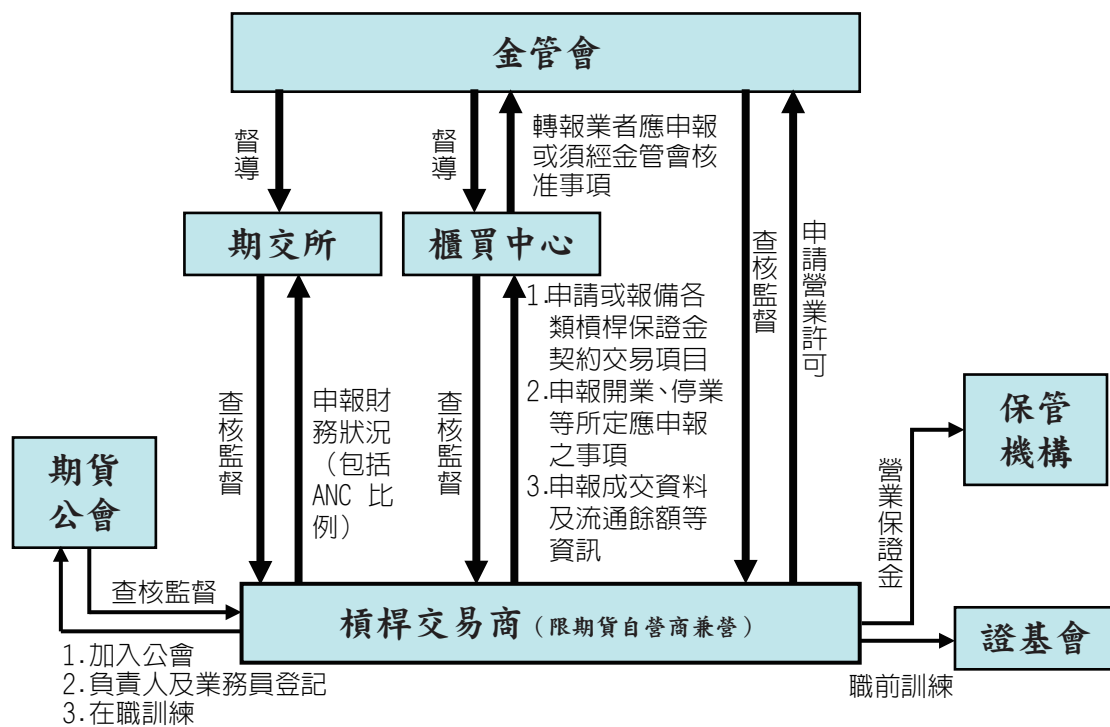 金管會
督導
督導
轉報業者應申報
或須經金管會核
准事項
期交所
櫃買中心
查核監督
申請營業許可
1.申請或報備各
類槓桿保證金
契約交易項目
2.申報開業、停業
等所定應申報
之事項
3.申報成交資料
及流通餘額等
資訊
查核監督
申報財
務狀況
（包括
ANC 比
例）
查核監督
期貨
公會
保管
機構
營業保證金
查核監督
槓桿交易商（限期貨自營商兼營）
證基會
職前訓練
1.加入公會
2.負責人及業務員登記
3.在職訓練